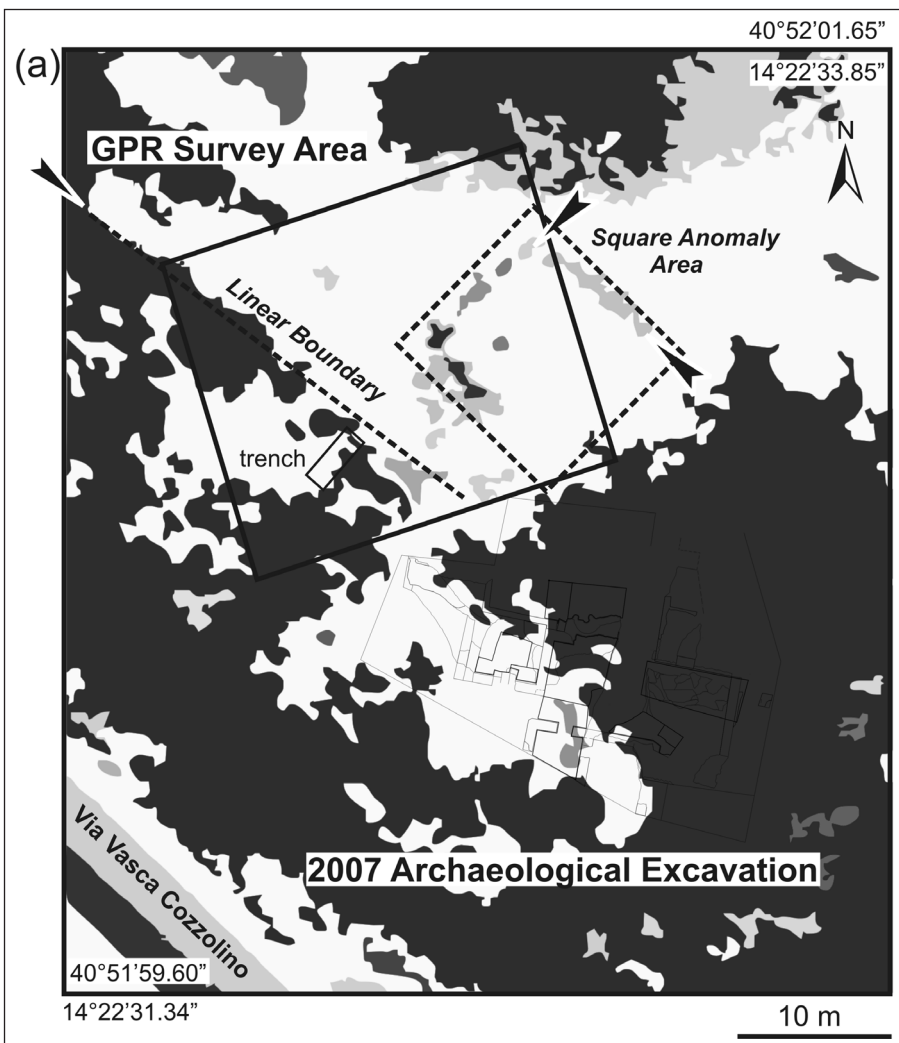 40°52’01.65”
(a)
14°22’33.85”
GPR Survey Area
N
Square Anomaly
Area
Linear Boundary
trench
2007 Archaeological Excavation
Via Vasca Cozzolino
40°51’59.60”
14°22’31.34”
10 m